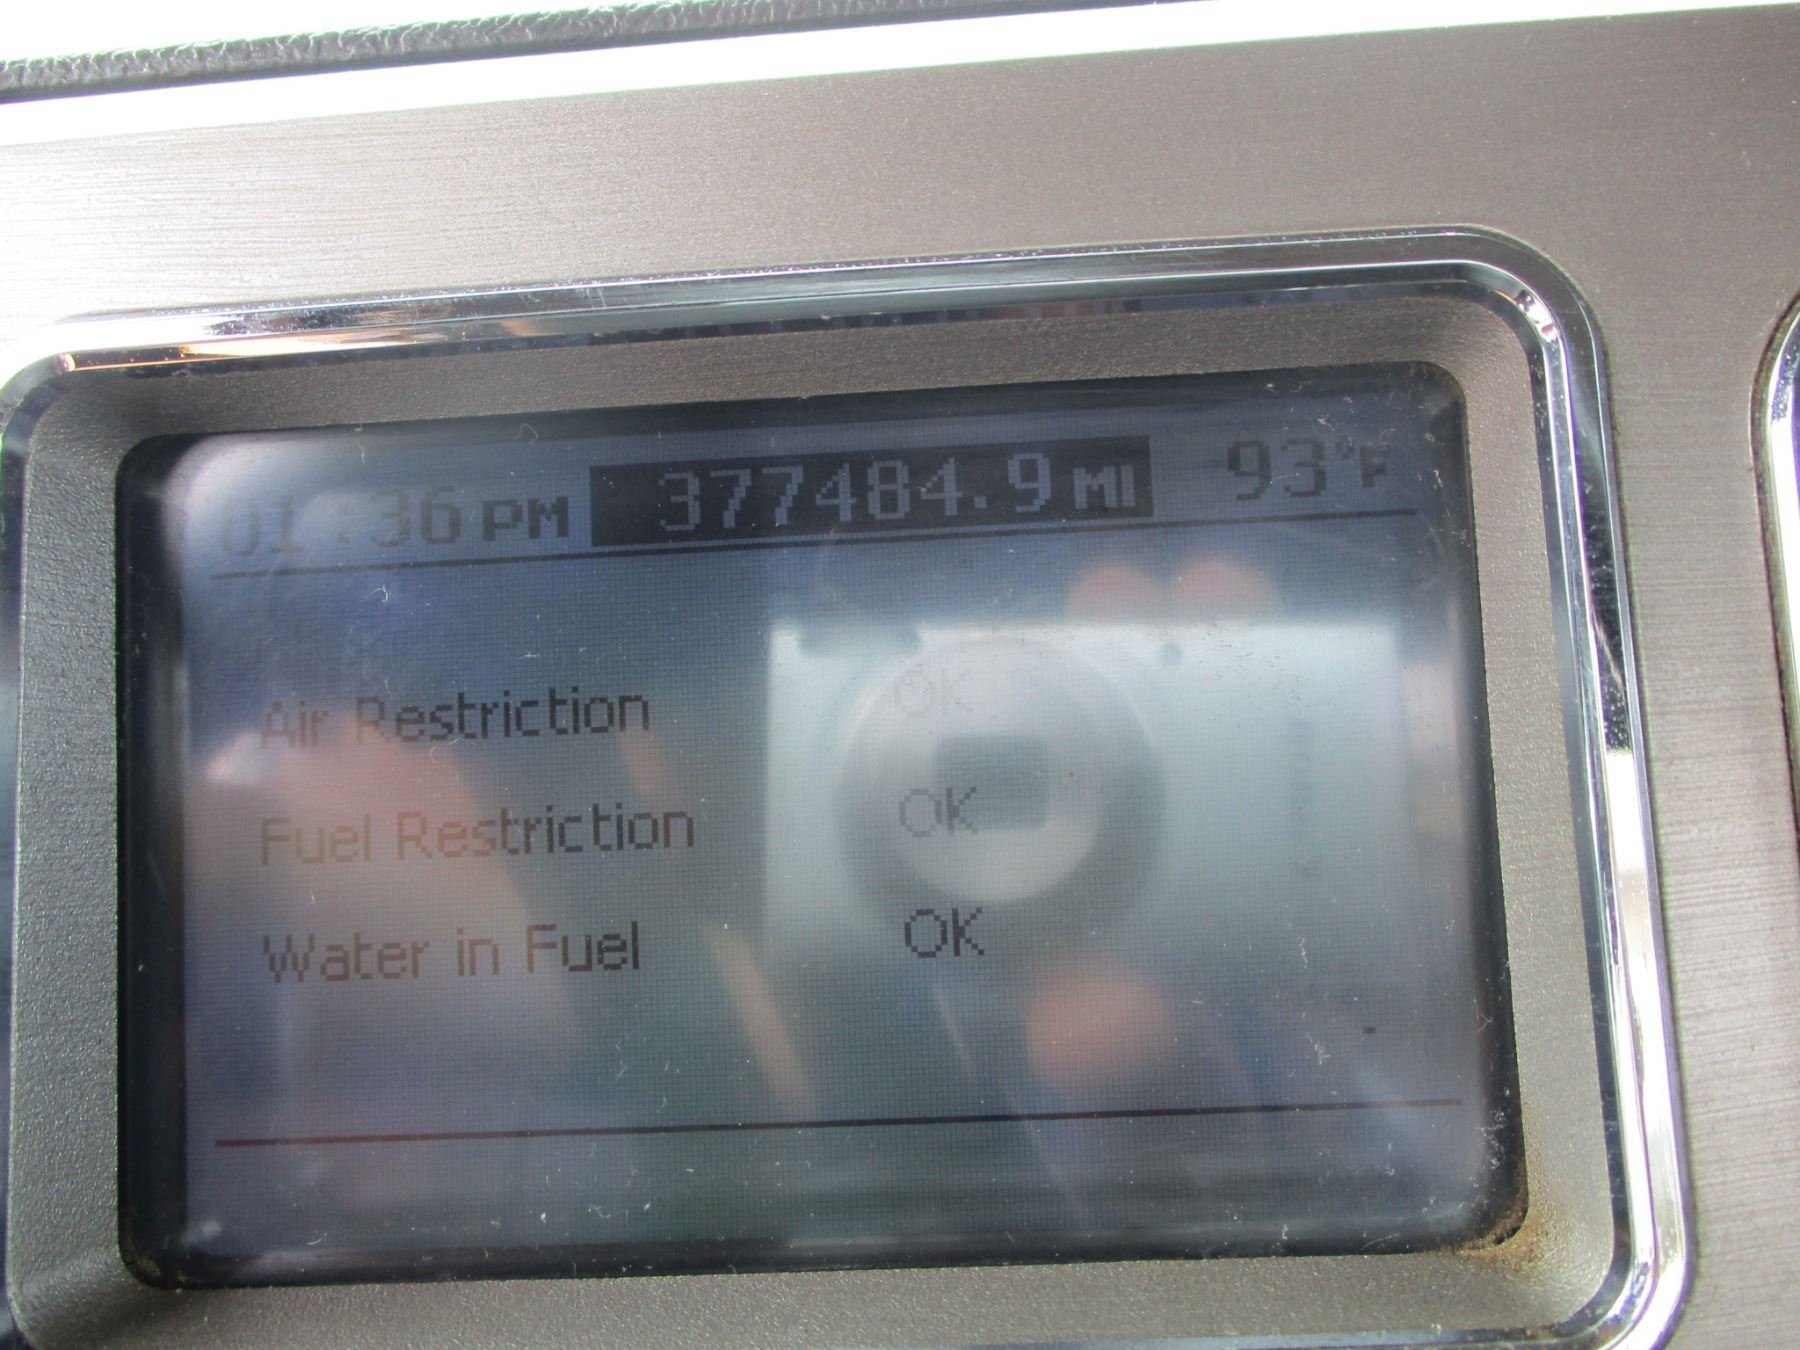 01:36 PM 377484.9 MI 93°F
Air Restriction OK
Fuel Restriction OK
Water in Fuel OK